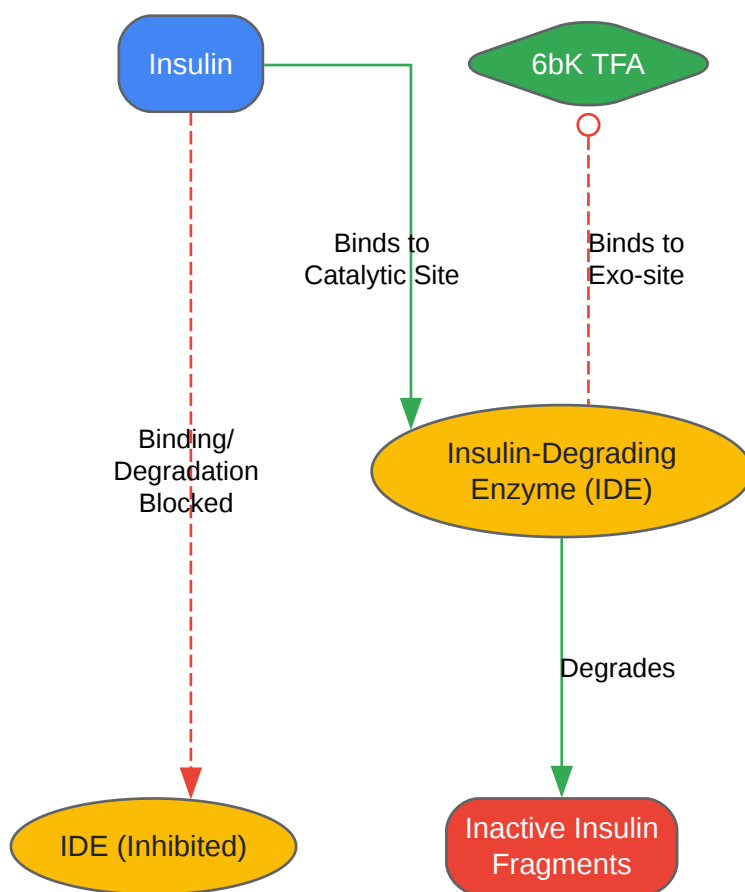 Insulin
6bK TFA
Binds to
Catalytic Site
Binds to
Exo-site
Binding/
Degradation
Blocked
Insulin-Degrading
Enzyme (IDE)
Degrades
IDE (Inhibited)
Inactive Insulin
Fragments